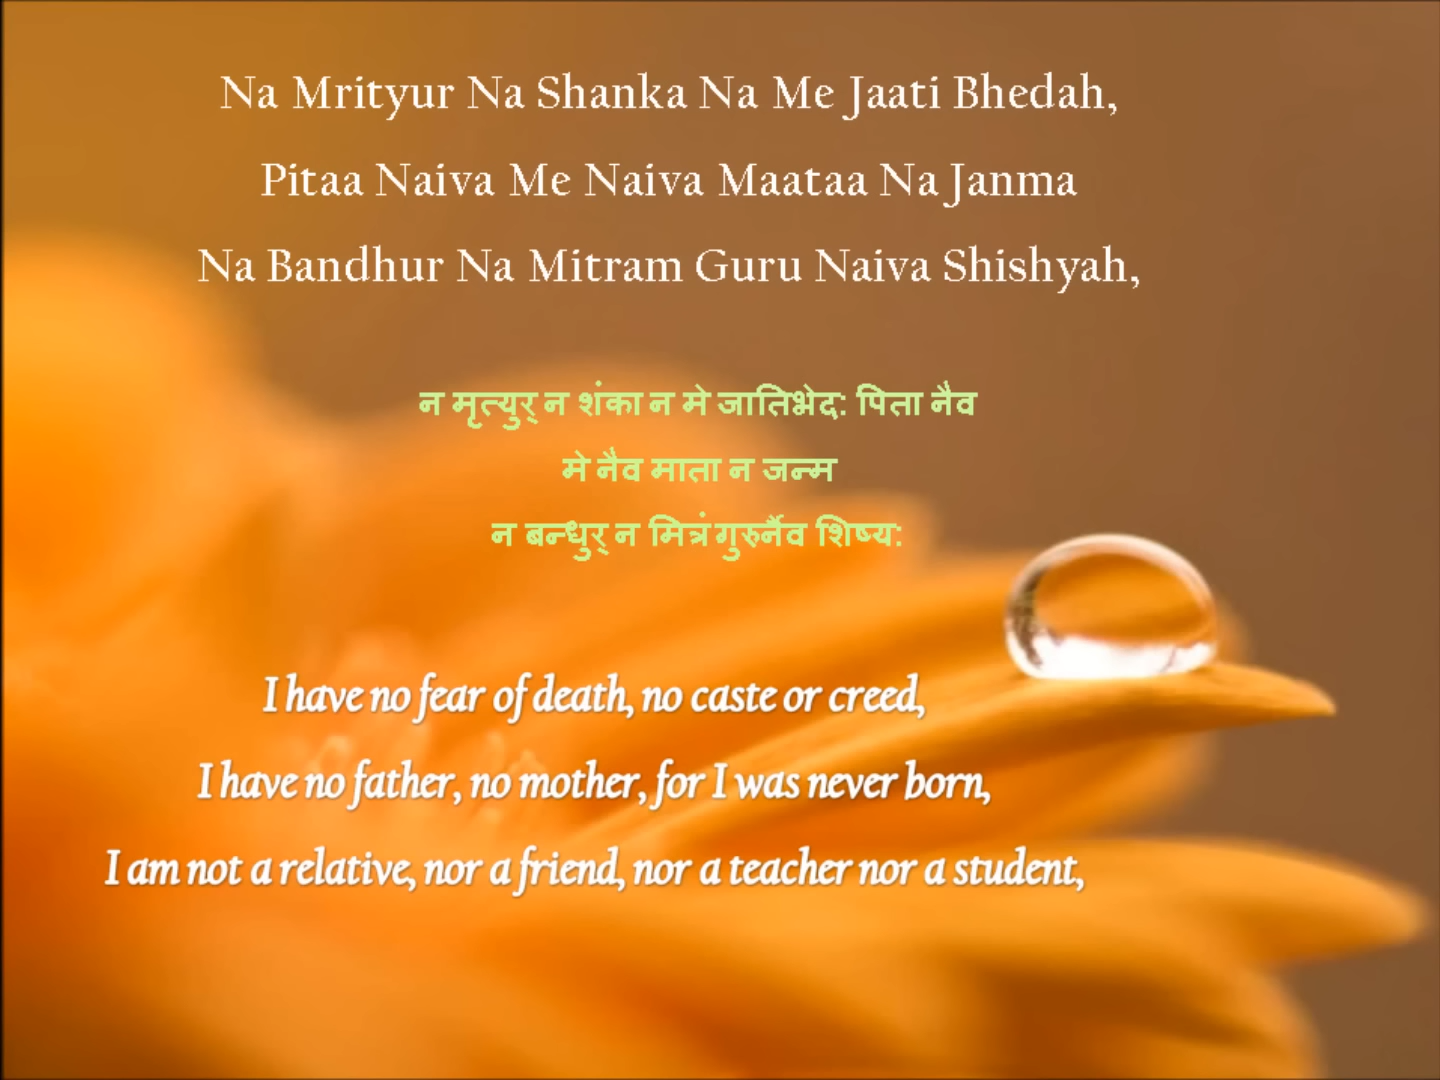 Na Mrityur Na Shanka Na Me Jaati Bhedah,
Pitaa Naiva Me Naiva Maataa Na Janma
Na Bandhur Na Mitram Guru Naiva Shishyah,
न मृत्युर् न शंका न मे जातिभेद: पिता नैव
मे नैव माता न जन्म
न बन्धुर् न मित्रं गुरुर्नैव शिष्य:
I have no fear of death, no caste or creed,
I have no father, no mother, for I was never born,
I am not a relative, nor a friend, nor a teacher nor a student,